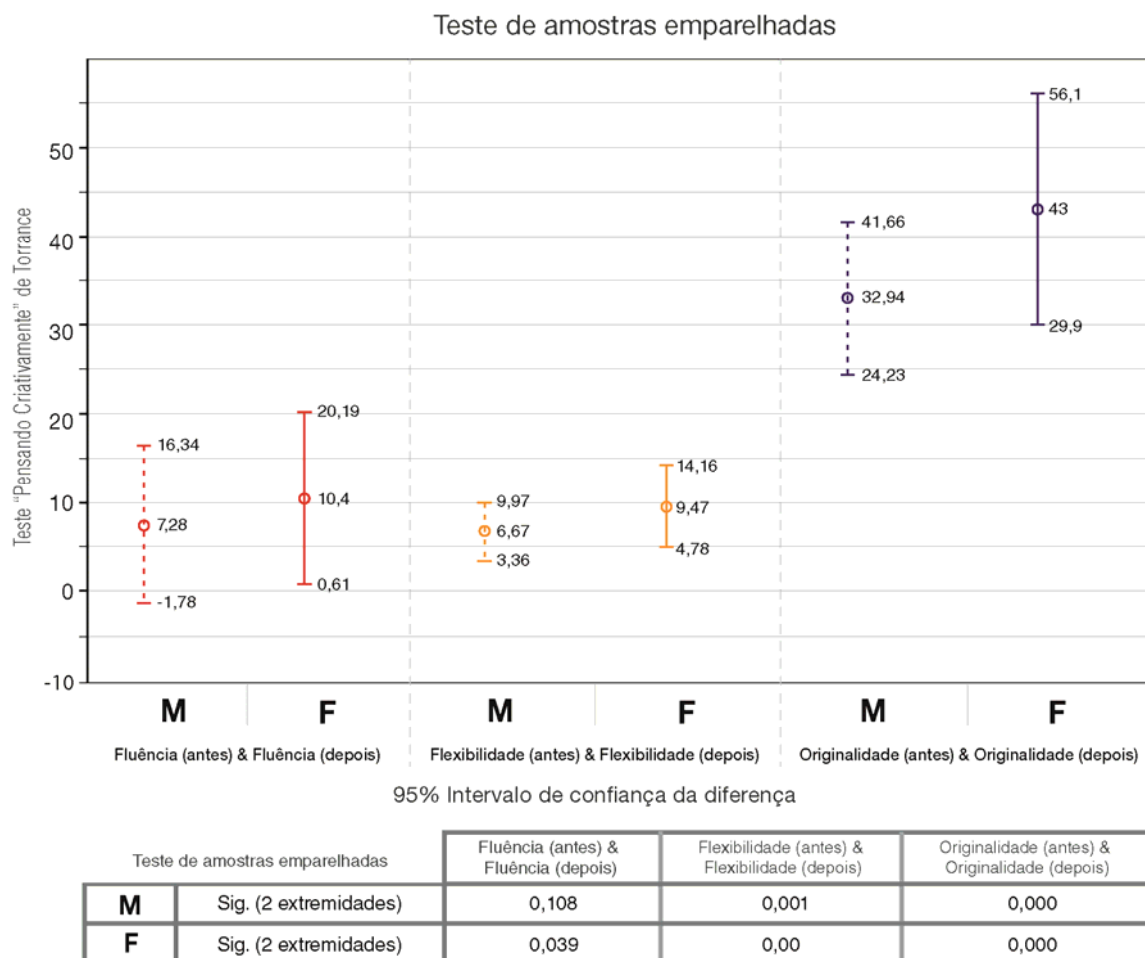 Teste de amostras emparelhadas
Teste "Pensando Criativamente" de Torrance
50
40
30
20
10
0
-10
16,34
7,28
-1,78
20,19
10,4
0,61
9,97
6,67
3,36
14,16
9,47
4,78
41,66
32,94
24,23
56,1
43
29,9
M F M F M F
Fluência (antes) & Fluência (depois) Flexibilidade (antes) & Flexibilidade (depois) Originalidade (antes) & Originalidade (depois)
95% Intervalo de confiança da diferença
Teste de amostras emparelhadas
Fluência (antes) &
Fluência (depois)
Flexibilidade (antes) &
Flexibilidade (depois)
Originalidade (antes) &
Originalidade (depois)
M Sig. (2 extremidades) 0,108 0,001 0,000
F Sig. (2 extremidades) 0,039 0,00 0,000